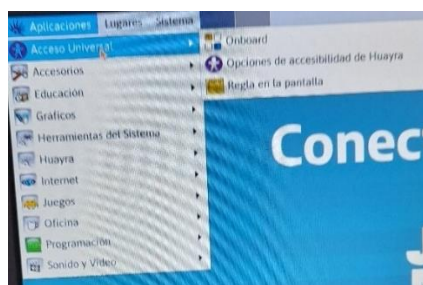 Aplicaciones Lugares Sistema
Acceso Universal
Accesorios
Educación
Gráficos
Herramientas del Sistema
Huayra
Internet
Juegos
Oficina
Programación
Sonido y Vídeo
Onboard
Opciones de accesibilidad de Huayra
Regla en la pantalla
Conec
J